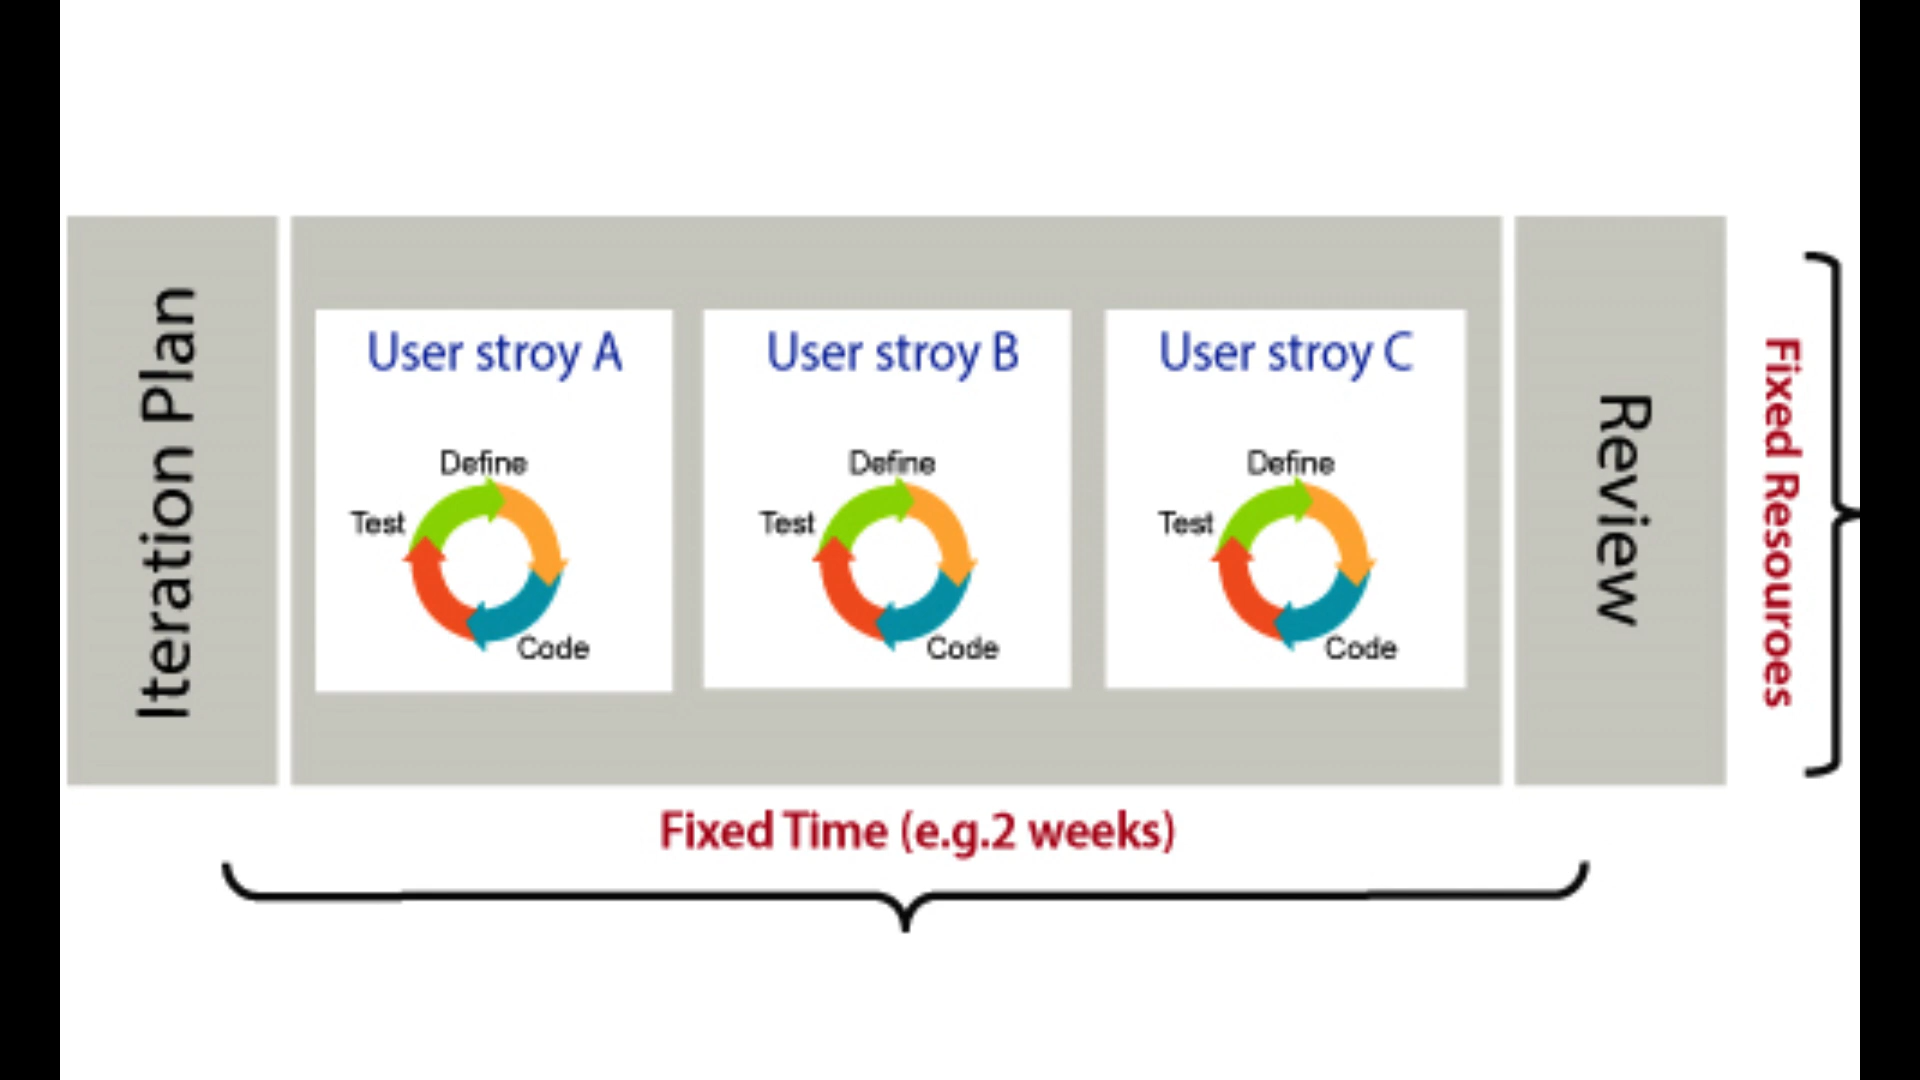 Iteration Plan
User stroy A
Define
Test
Code
User stroy B
Define
Test
Code
User stroy C
Define
Test
Code
Review
Fixed Resouroes
Fixed Time (e.g.2 weeks)